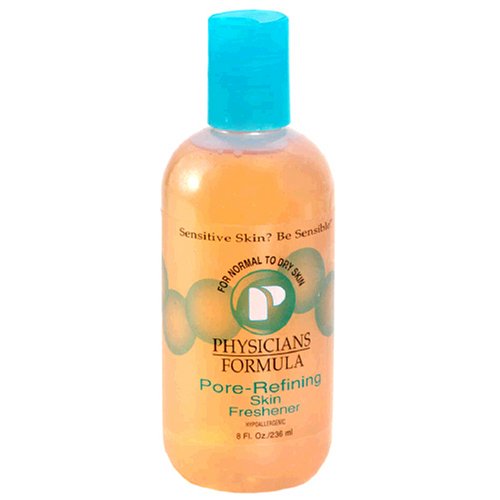 Sensitive Skin? Be Sensible™
FOR NORMAL TO DRY SKIN
P
PHYSICIANS
FORMULA
Pore-Refining
Skin
Freshener
HYPOALLERGENIC
8 Fl. Oz./236 ml